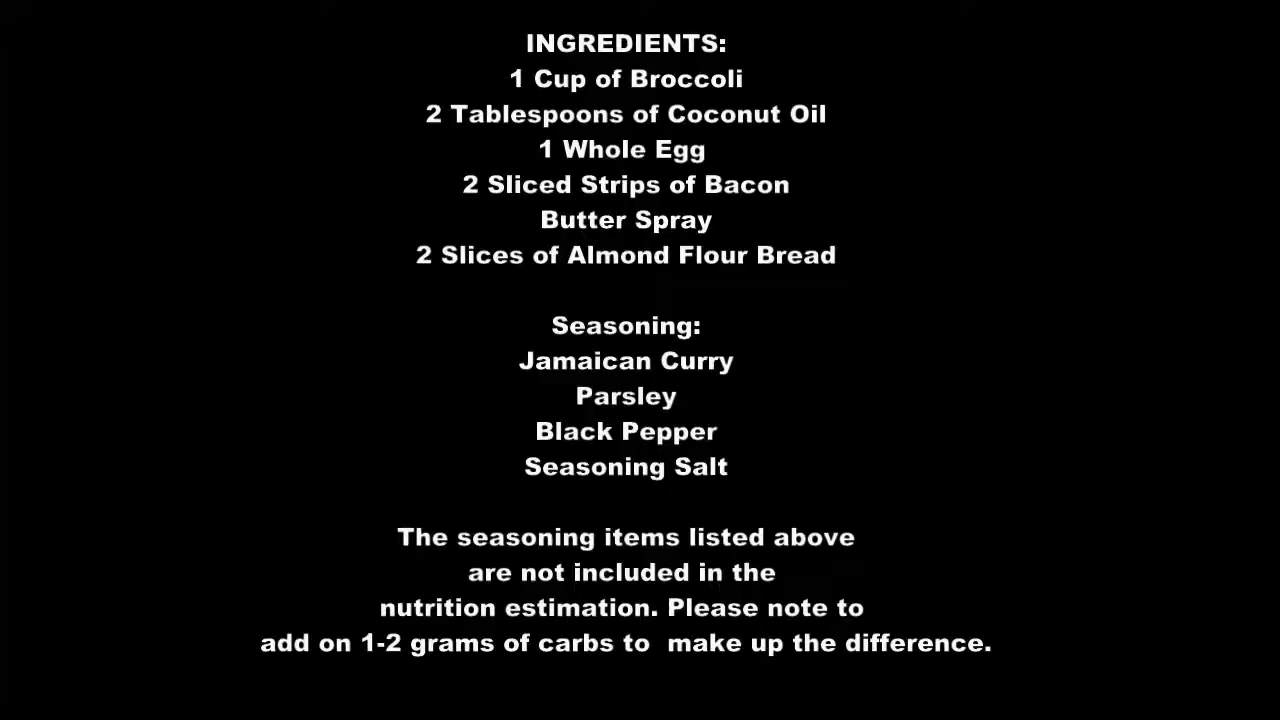 INGREDIENTS:
1 Cup of Broccoli
2 Tablespoons of Coconut Oil
1 Whole Egg
2 Sliced Strips of Bacon
Butter Spray
2 Slices of Almond Flour Bread
Seasoning:
Jamaican Curry
Parsley
Black Pepper
Seasoning Salt
The seasoning items listed above
are not included in the
nutrition estimation. Please note to
add on 1-2 grams of carbs to  make up the difference.